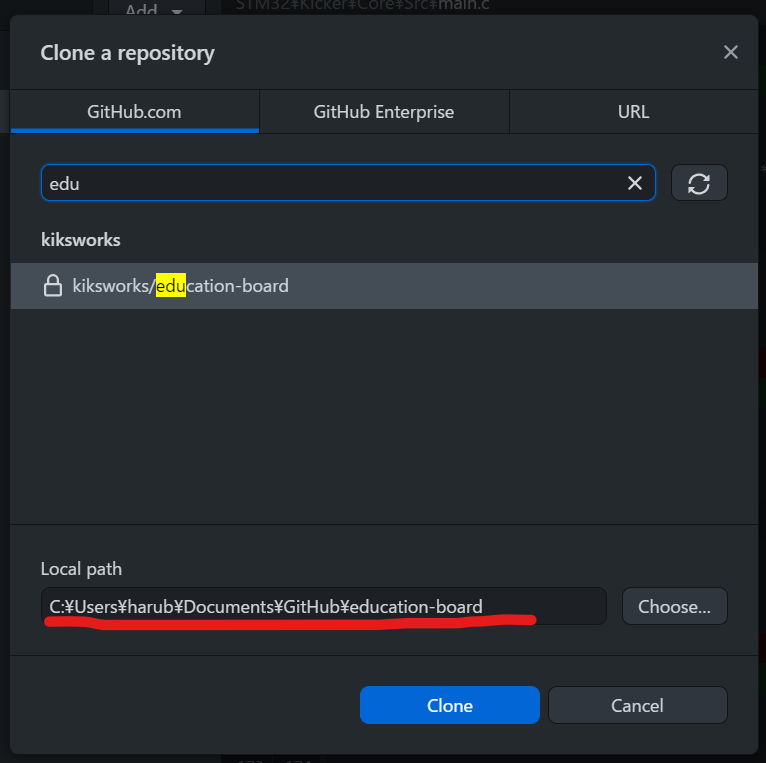 Add
STM32¥Kicker¥Core¥Src¥main.c
Clone a repository
GitHub.com
GitHub Enterprise
URL
edu
kiksworks
kiksworks/education-board
Local path
C:¥Users¥harub¥Documents¥GitHub¥education-board
Choose...
Clone
Cancel